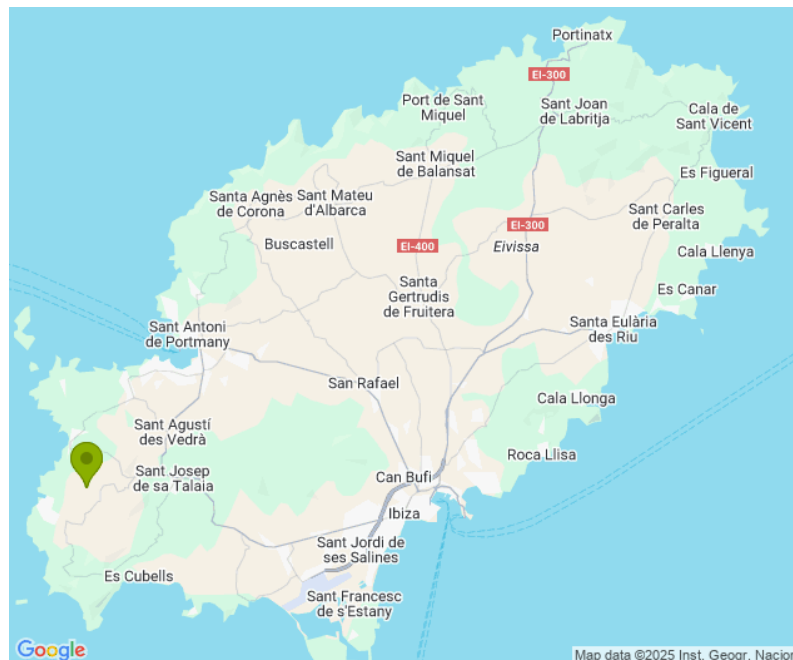 Portinatx
EI-300
Port de Sant
Miquel
Sant Joan
de Labritja
Cala de
Sant Vicent
Sant Miquel
de Balansat
Es Figueral
Santa Agnès
de Corona
Sant Mateu
d'Albarca
Sant Carles
de Peralta
EI-300
Buscastell
EI-400
Eivissa
Cala Llenya
Santa
Gertrudis
de Fruitera
Es Canar
Sant Antoni
de Portmany
Santa Eulària
des Riu
San Rafael
Cala Llonga
Sant Agustí
des Vedrà
Roca Llisa
Sant Josep
de sa Talaia
Can Bufi
Ibiza
Sant Jordi de
ses Salines
Es Cubells
Sant Francesc
de s'Estany
Google
Map data ©2025 Inst. Geogr. Nacion